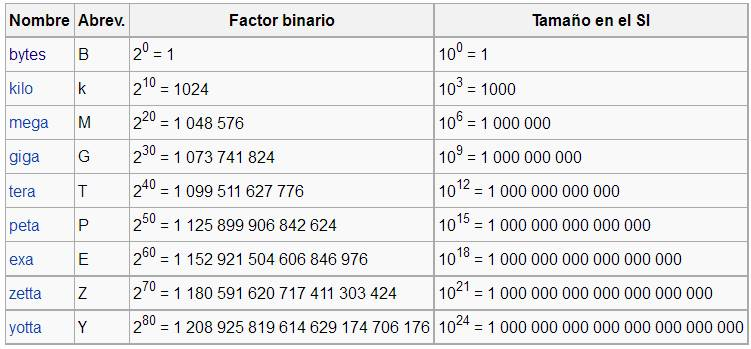 Nombre Abrev. Factor binario Tamaño en el SI
bytes B 2^0 = 1 10^0 = 1
kilo k 2^10 = 1024 10^3 = 1000
mega M 2^20 = 1 048 576 10^6 = 1 000 000
giga G 2^30 = 1 073 741 824 10^9 = 1 000 000 000
tera T 2^40 = 1 099 511 627 776 10^12 = 1 000 000 000 000
peta P 2^50 = 1 125 899 906 842 624 10^15 = 1 000 000 000 000 000
exa E 2^60 = 1 152 921 504 606 846 976 10^18 = 1 000 000 000 000 000 000
zetta Z 2^70 = 1 180 591 620 717 411 303 424 10^21 = 1 000 000 000 000 000 000 000
yotta Y 2^80 = 1 208 925 819 614 629 174 706 176 10^24 = 1 000 000 000 000 000 000 000 000